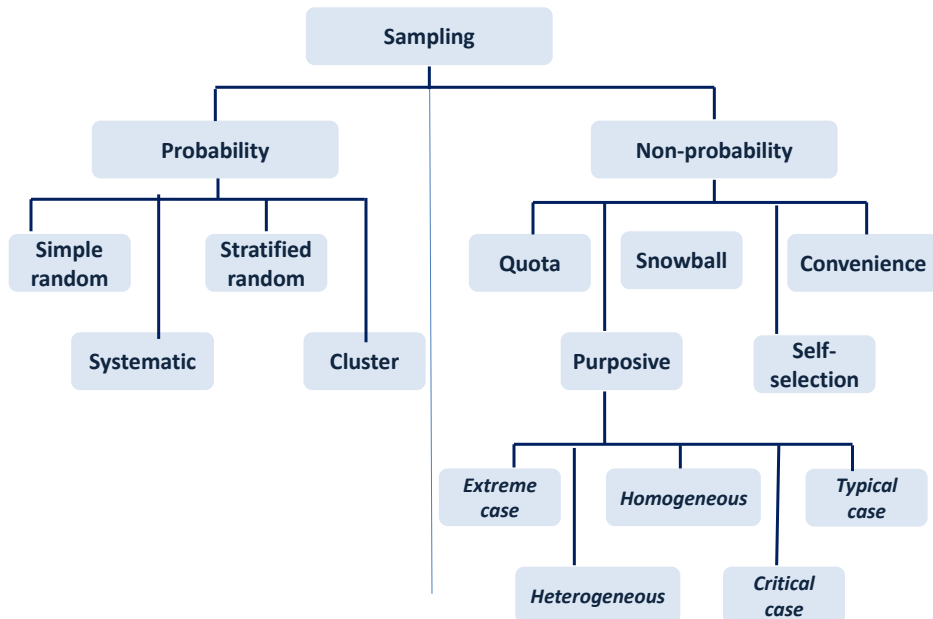 Sampling
Probability
Non-probability
Simple
random
Stratified
random
Quota
Snowball
Convenience
Systematic
Cluster
Purposive
Self-
selection
Extreme
case
Homogeneous
Typical
case
Heterogeneous
Critical
case